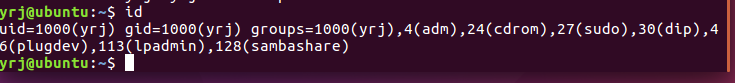 yrj@ubuntu:~$ id
uid=1000(yrj) gid=1000(yrj) groups=1000(yrj),4(adm),24(cdrom),27(sudo),30(dip),4
6(plugdev),113(lpadmin),128(sambashare)
yrj@ubuntu:~$